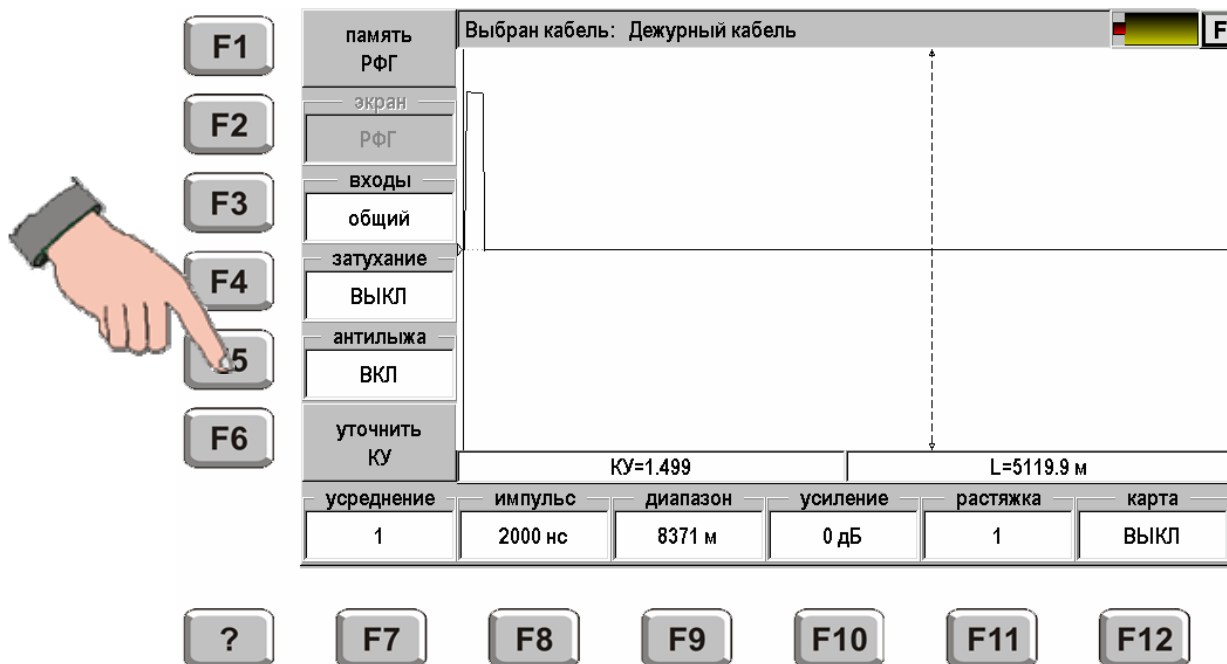 F1
F2
F3
F4
5
F6
память
РФГ
экран
РФГ
входы
общий
затухание
ВЫКЛ
антилыжа
ВКЛ
уточнить
КУ
Выбран кабель: Дежурный кабель
F
КУ=1.499
L=5119.9 м
усреднение
1
импульс
2000 нс
диапазон
8371 м
усиление
0 дБ
растяжка
1
карта
ВЫКЛ
?
F7
F8
F9
F10
F11
F12